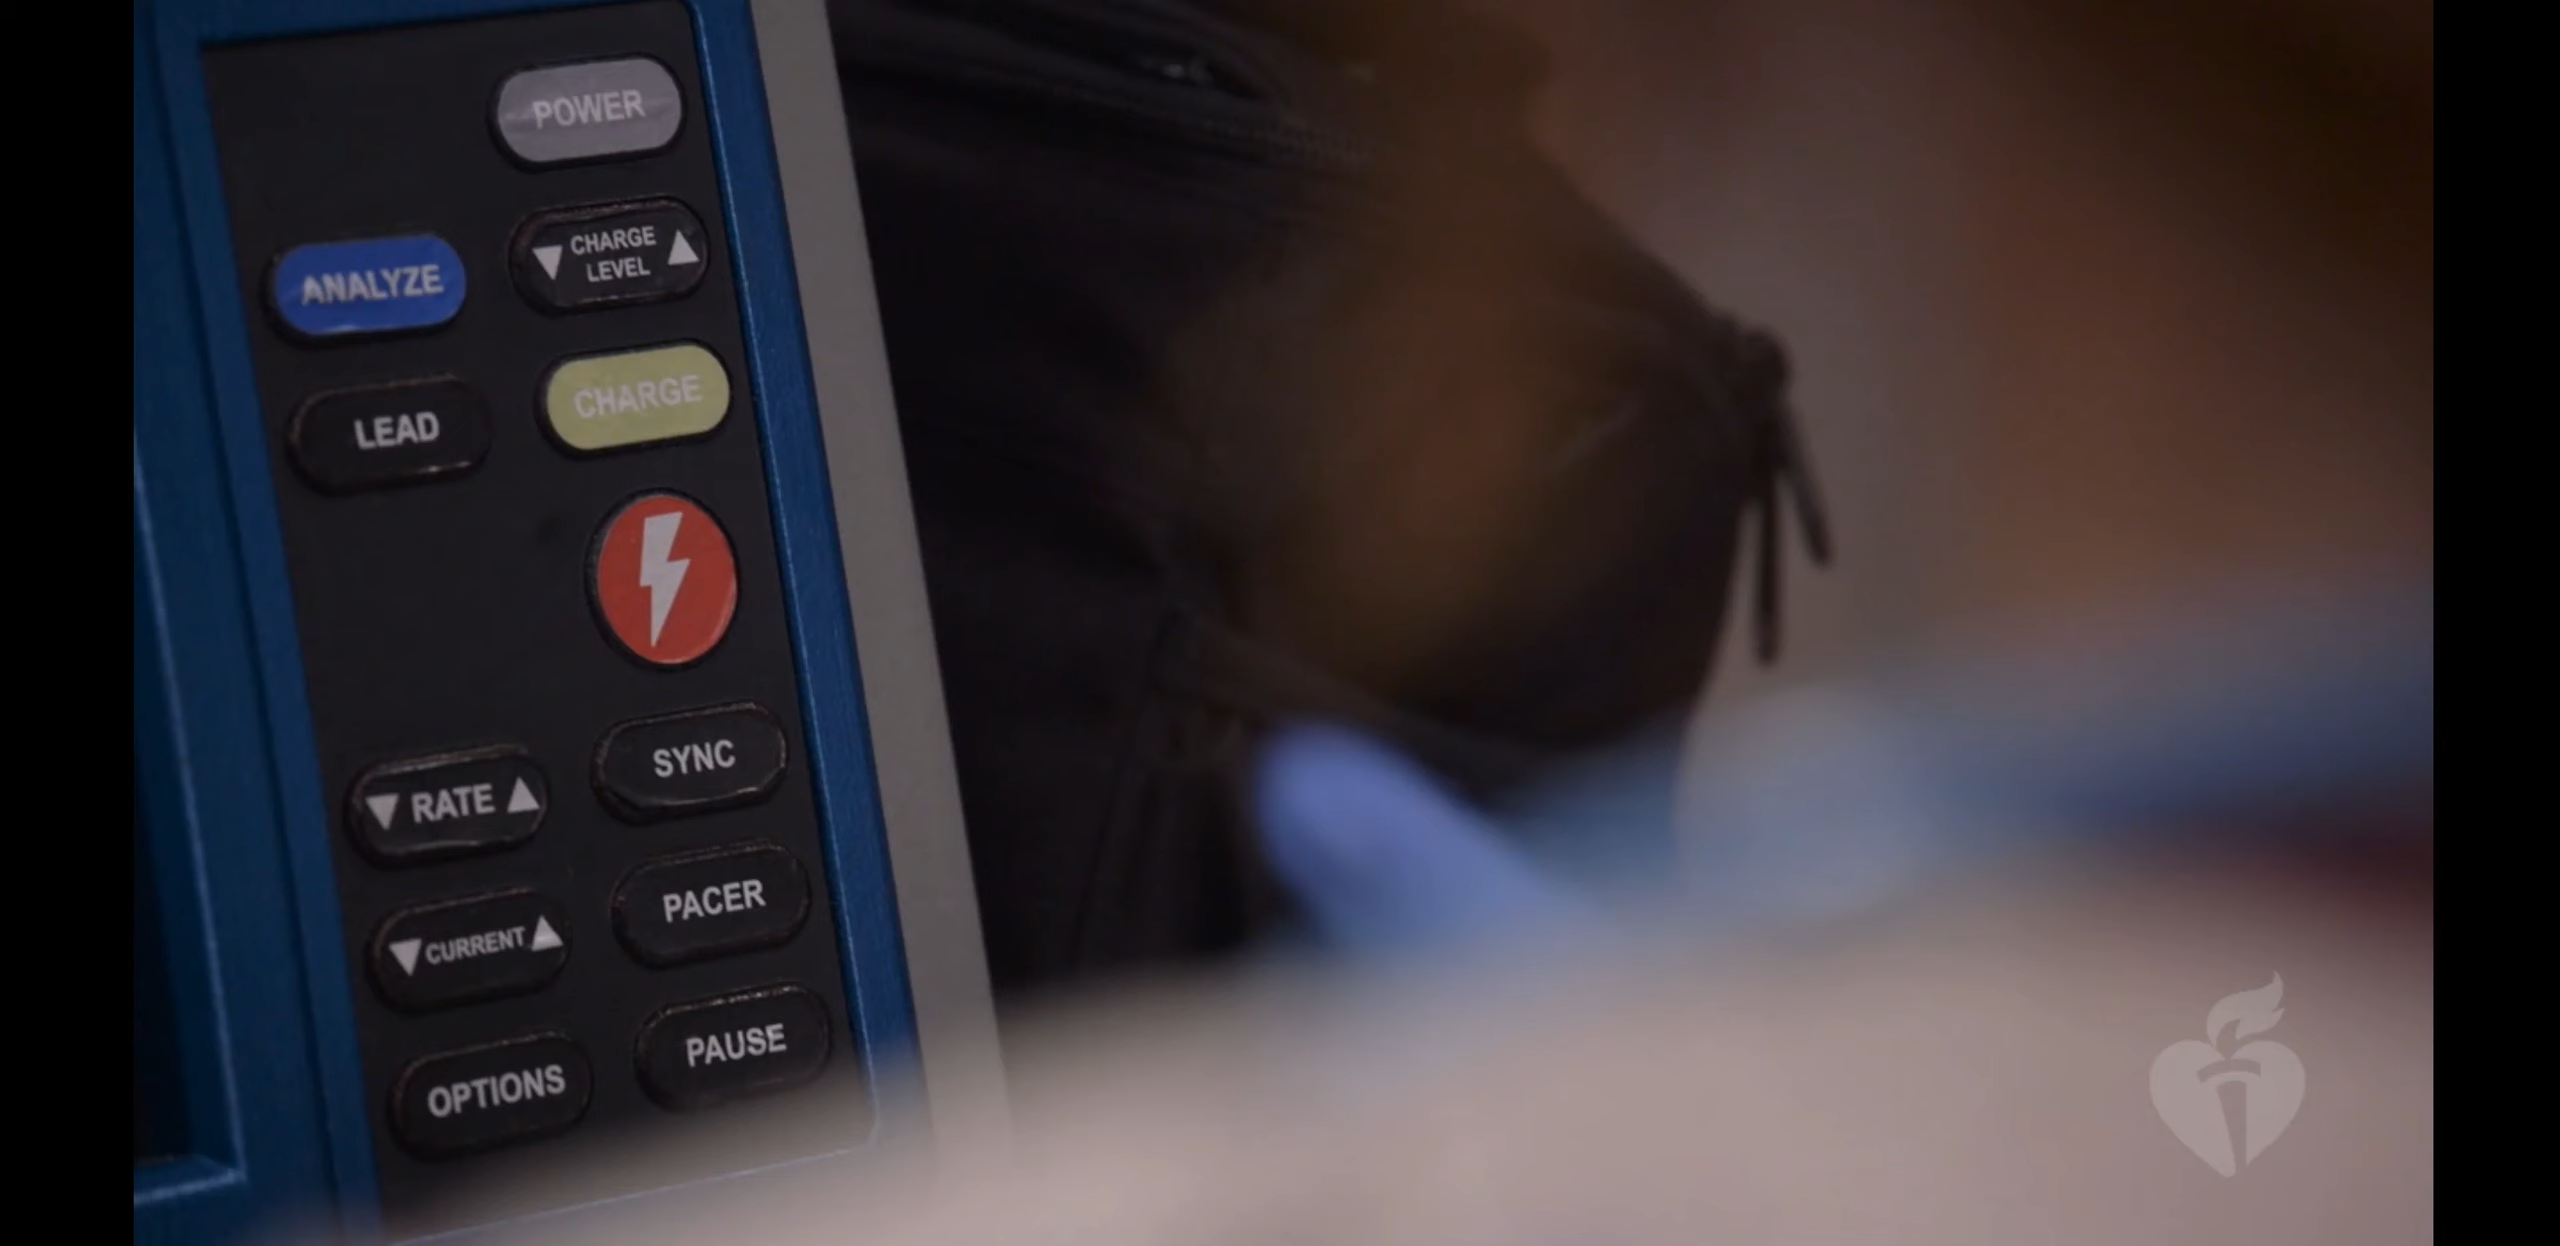 POWER
ANALYZE
CHARGE
LEVEL
LEAD
CHARGE
RATE
SYNC
CURRENT
PACER
OPTIONS
PAUSE